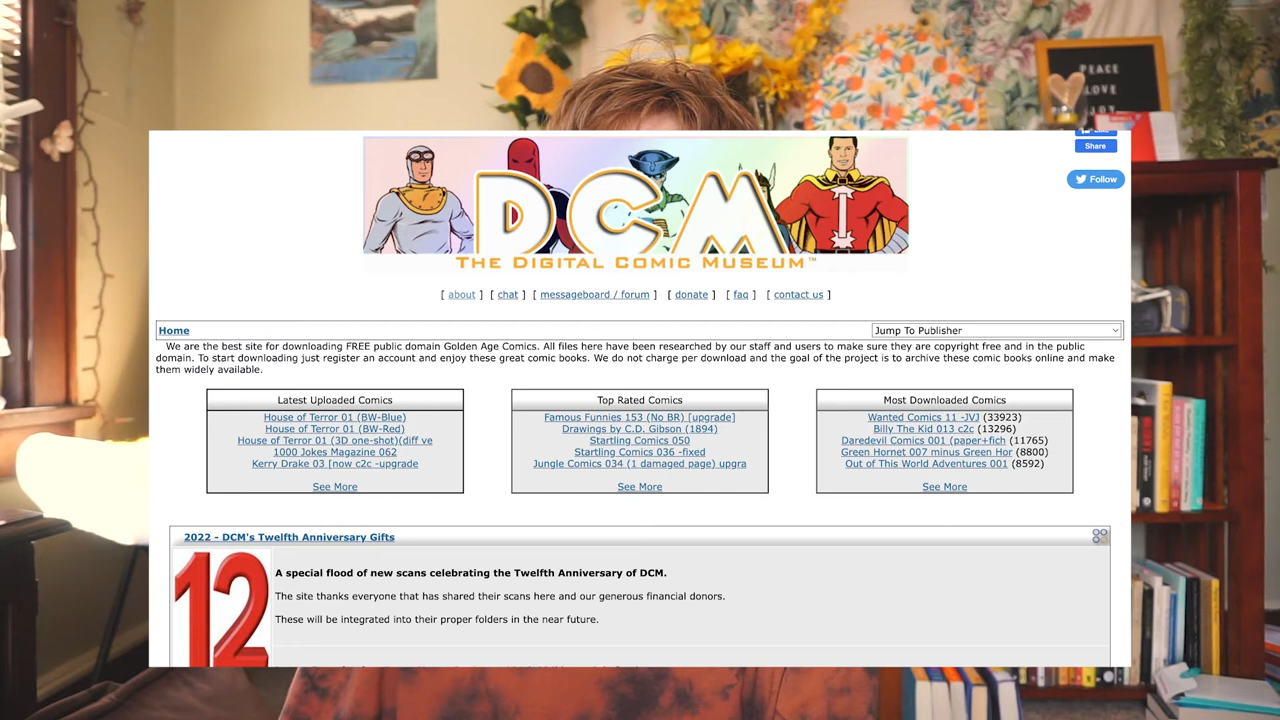 PEACE
LOVE
JOY
Like
Share
Follow
DCM
THE DIGITAL COMIC MUSEUM™
[ about ] [ chat ] [ messageboard / forum ] [ donate ] [ faq ] [ contact us ]
Home
Jump To Publisher
We are the best site for downloading FREE public domain Golden Age Comics. All files here have been researched by our staff and users to make sure they are copyright free and in the public
domain. To start downloading just register an account and enjoy these great comic books. We do not charge per download and the goal of the project is to archive these comic books online and make
them widely available.
Latest Uploaded Comics
House of Terror 01 (BW-Blue)
House of Terror 01 (BW-Red)
House of Terror 01 (3D one-shot)(diff ve
1000 Jokes Magazine 062
Kerry Drake 03 [now c2c -upgrade
See More
Top Rated Comics
Famous Funnies 153 (No BR) [upgrade]
Drawings by C.D. Gibson (1894)
Startling Comics 050
Startling Comics 036 -fixed
Jungle Comics 034 (1 damaged page) upgra
See More
Most Downloaded Comics
Wanted Comics 11 -JVJ (33923)
Billy The Kid 013 c2c (13296)
Daredevil Comics 001 (paper+fich (11765)
Green Hornet 007 minus Green Hor (8800)
Out of This World Adventures 001 (8592)
See More
2022 - DCM's Twelfth Anniversary Gifts
12
A special flood of new scans celebrating the Twelfth Anniversary of DCM.
The site thanks everyone that has shared their scans here and our generous financial donors.
These will be integrated into their proper folders in the near future.